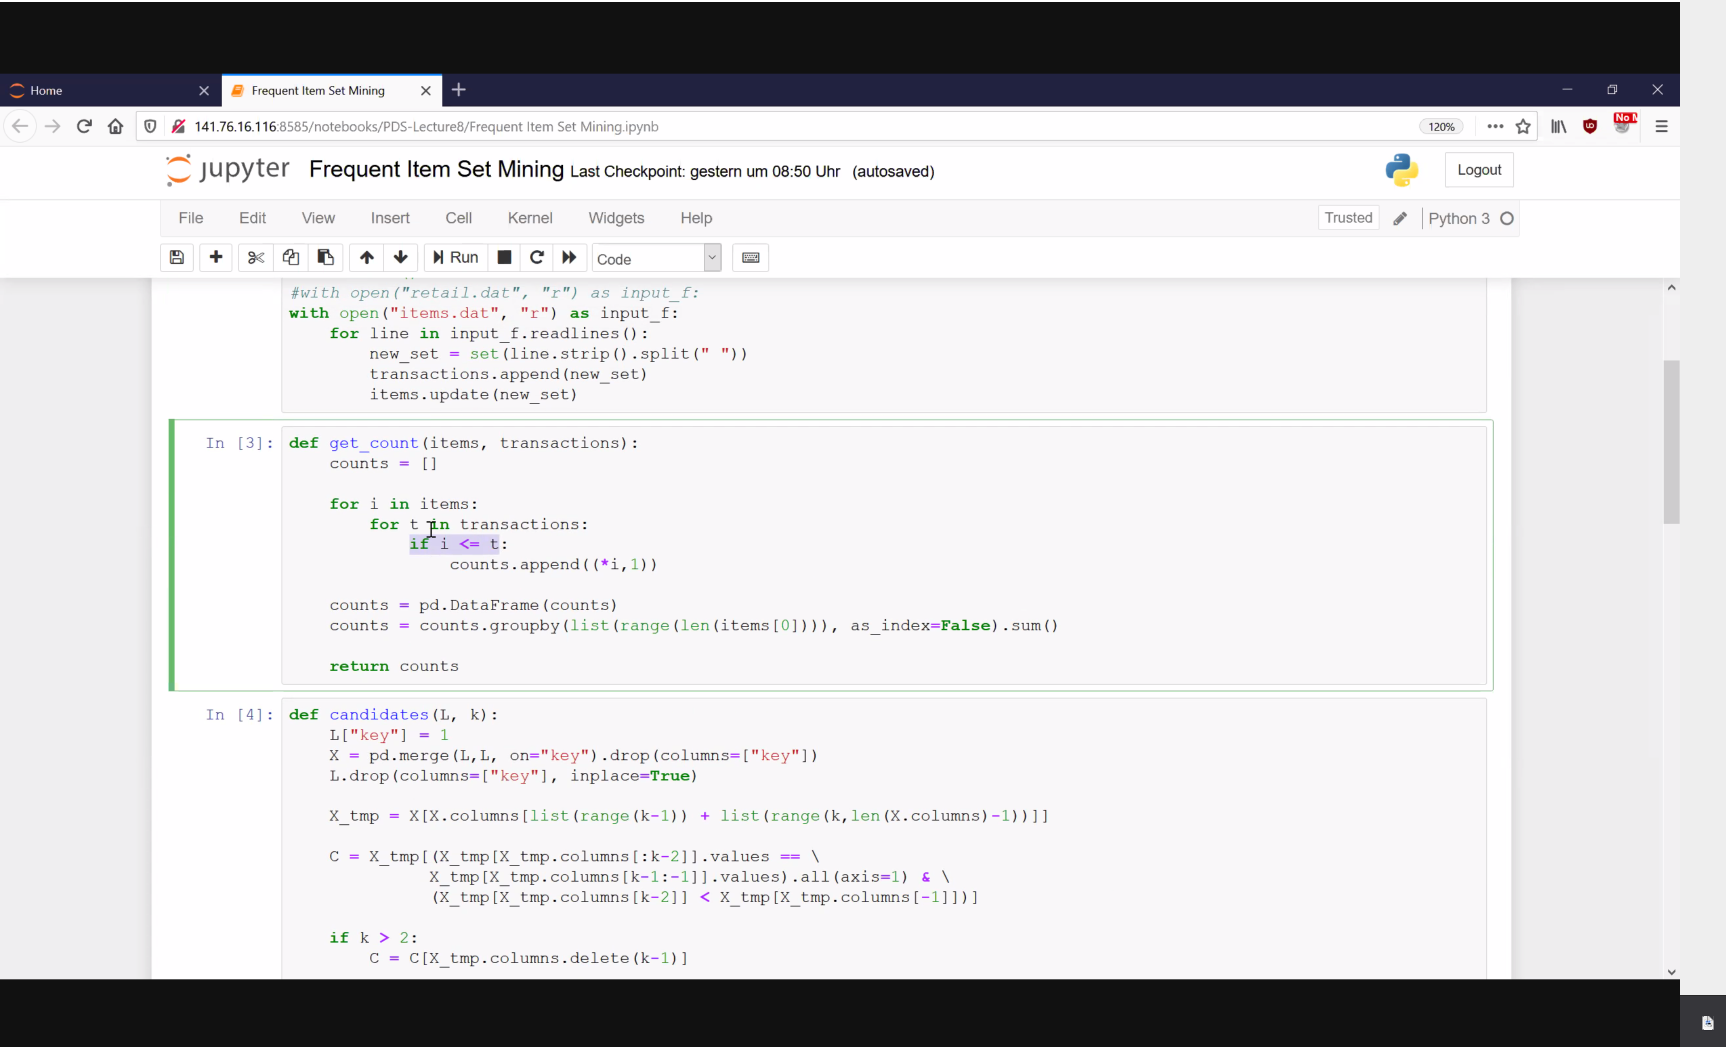 Home
Frequent Item Set Mining
141.76.16.116:8585/notebooks/PDS-Lecture8/Frequent Item Set Mining.ipynb
120%
jupyter Frequent Item Set Mining Last Checkpoint: gestern um 08:50 Uhr (autosaved)
Logout
File Edit View Insert Cell Kernel Widgets Help
Trusted Python 3
Run Code
#with open("retail.dat", "r") as input_f:
with open("items.dat", "r") as input_f:
    for line in input_f.readlines():
        new_set = set(line.strip().split(" "))
        transactions.append(new_set)
        items.update(new_set)
In [3]: def get_count(items, transactions):
    counts = []
    for i in items:
        for t in transactions:
            if i <= t:
                counts.append((*i,1))
    counts = pd.DataFrame(counts)
    counts = counts.groupby(list(range(len(items[0]))), as_index=False).sum()
    return counts
In [4]: def candidates(L, k):
    L["key"] = 1
    X = pd.merge(L,L, on="key").drop(columns=["key"])
    L.drop(columns=["key"], inplace=True)
    X_tmp = X[X.columns[list(range(k-1)) + list(range(k,len(X.columns)-1))]]
    C = X_tmp[(X_tmp[X_tmp.columns[:k-2]].values == \
              X_tmp[X_tmp.columns[k-1:-1]].values).all(axis=1) & \
              (X_tmp[X_tmp.columns[k-2]] < X_tmp[X_tmp.columns[-1]])]
    if k > 2:
        C = C[X_tmp.columns.delete(k-1)]